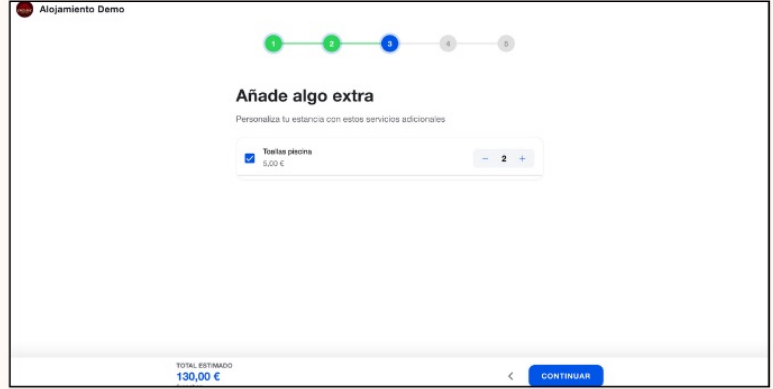 Alojamiento Demo
1 2 3 4 5
Añade algo extra
Personaliza tu estancia con estos servicios adicionales
Toallas piscina
5,00 €
− 2 +
TOTAL ESTIMADO
130,00 €
< CONTINUAR